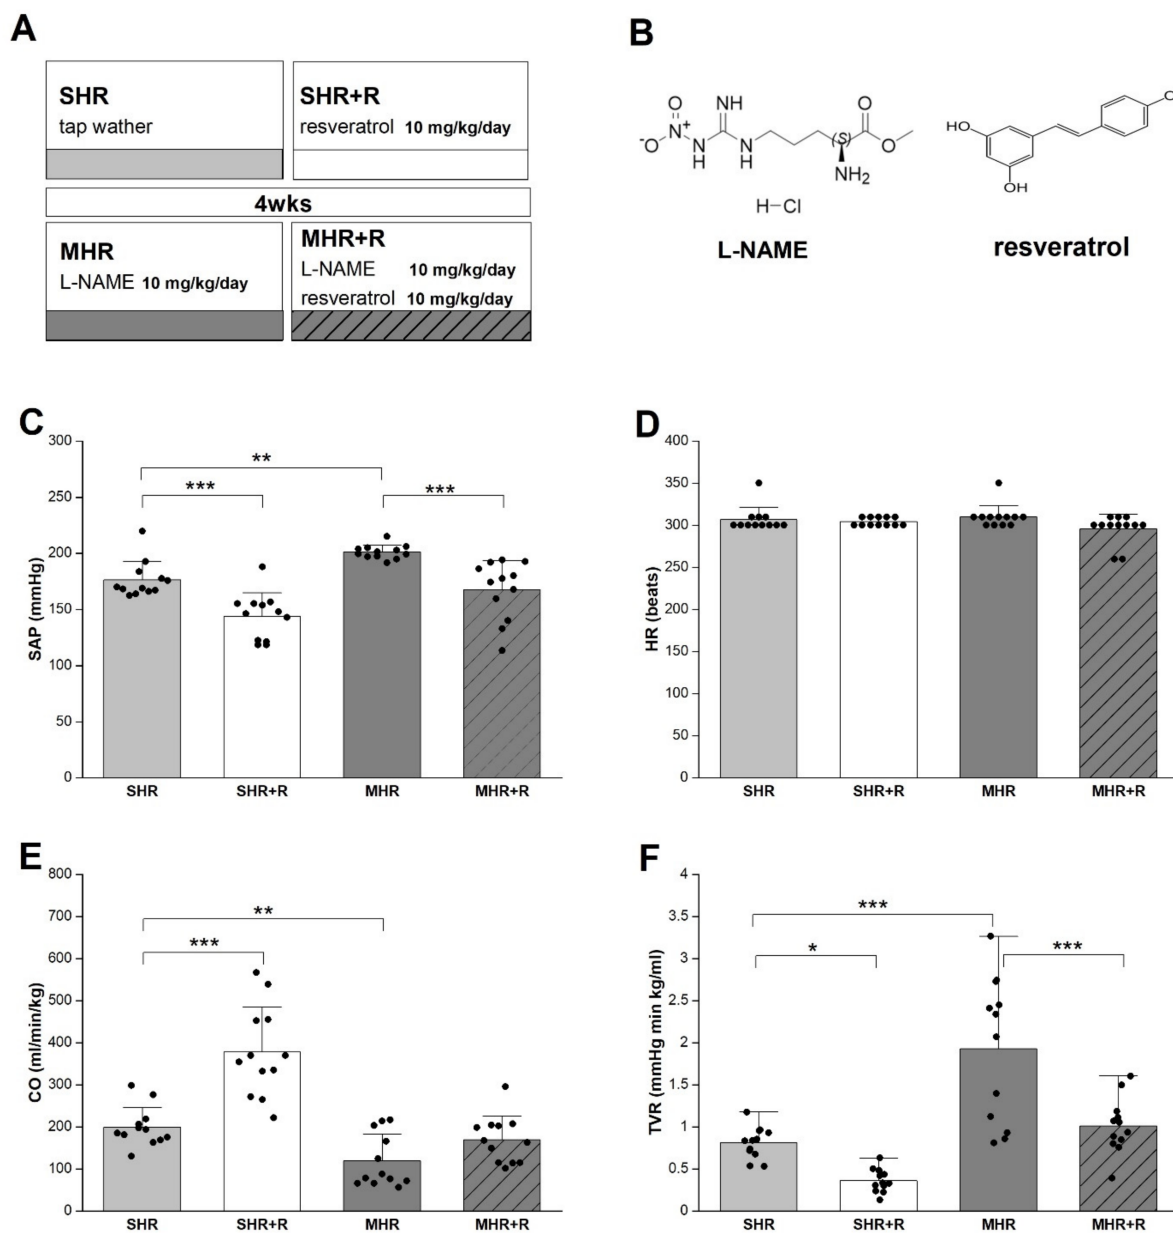 A
SHR
tap wather
SHR+R
resveratrol 10 mg/kg/day
4wks
MHR
L-NAME 10 mg/kg/day
MHR+R
L-NAME 10 mg/kg/day
resveratrol 10 mg/kg/day
B
O
NH
O
-O
N+
N
H
N
H
(S)
O
NH2
H-Cl
L-NAME
HO
OH
O
resveratrol
C
300
250
200
150
100
50
0
SAP (mmHg)
**
***
***
SHR
SHR+R
MHR
MHR+R
D
400
350
300
250
200
150
100
50
0
HR (beats)
SHR
SHR+R
MHR
MHR+R
E
800
700
600
500
400
300
200
100
0
CO (ml/min/kg)
**
***
SHR
SHR+R
MHR
MHR+R
F
4
3.5
3
2.5
2
1.5
1
0.5
0
TVR (mmHg min kg/ml)
***
*
***
SHR
SHR+R
MHR
MHR+R